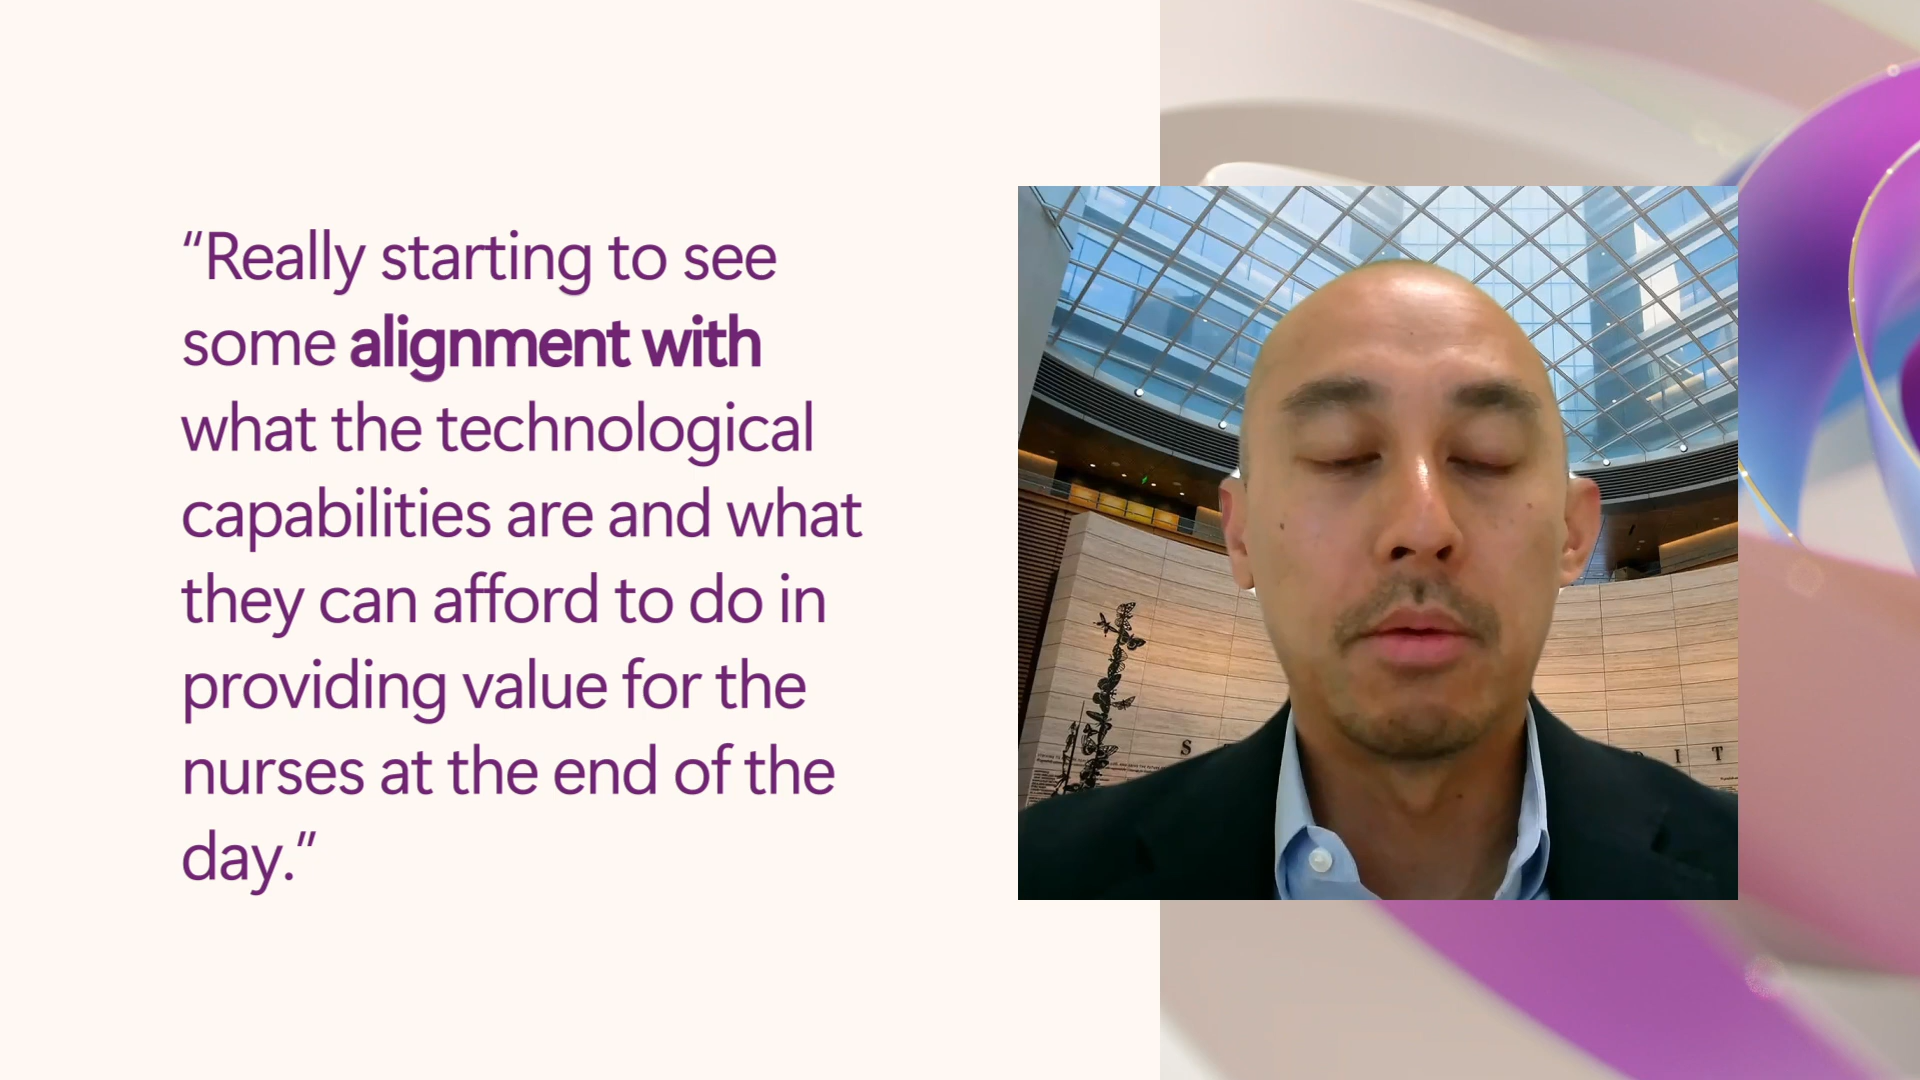 “Really starting to see
some alignment with
what the technological
capabilities are and what
they can afford to do in
providing value for the
nurses at the end of the
day.”
S
I T